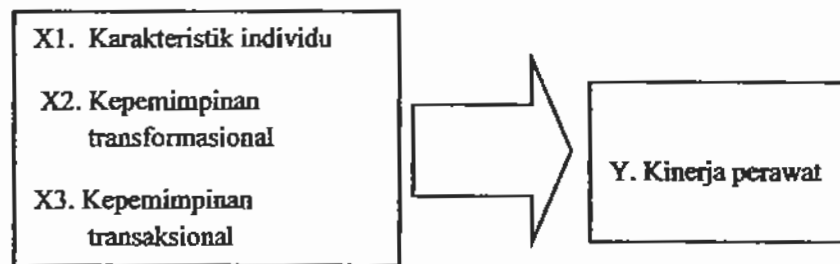 X1. Karakteristik individu
X2. Kepemimpinan
transformasional
X3. Kepemimpinan
transaksional
Y. Kinerja perawat